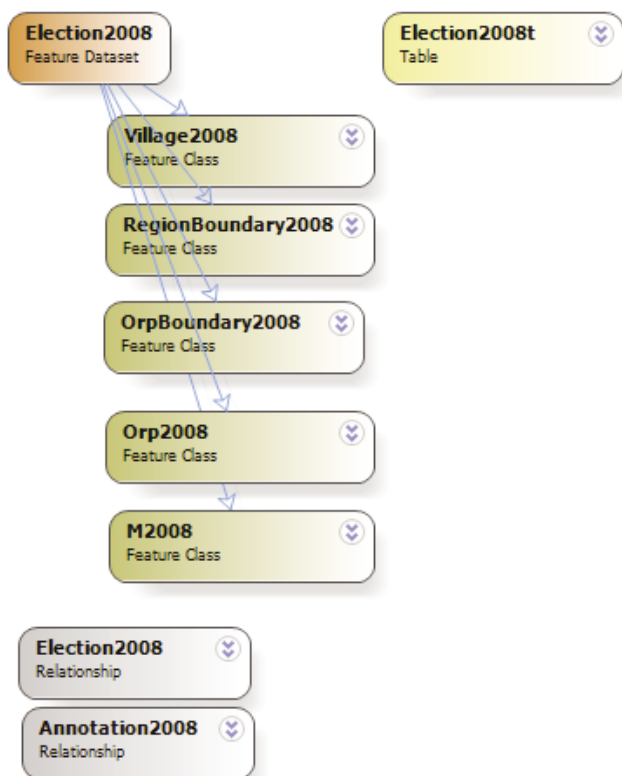 Election2008
Feature Dataset
Election2008t
Table
Village2008
Feature Class
RegionBoundary2008
Feature Class
OrpBoundary2008
Feature Class
Orp2008
Feature Class
M2008
Feature Class
Election2008
Relationship
Annotation2008
Relationship